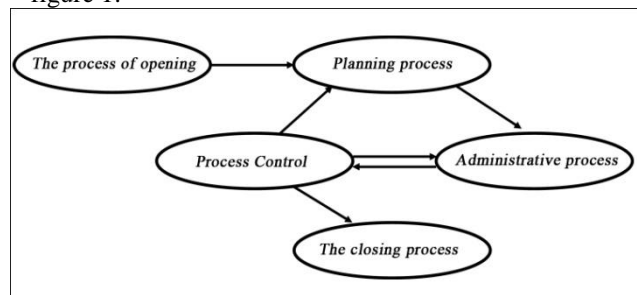 figure 1.
The process of opening
Planning process
Process Control
Administrative process
The closing process